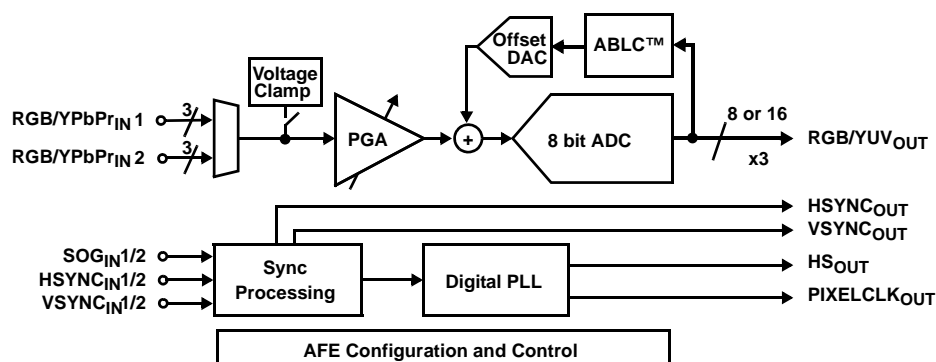 Offset
DAC
ABLC™
Voltage
Clamp
RGB/YPbPrIN 1
3
PGA
+
8 bit ADC
8 or 16
x3
RGB/YUVOUT
RGB/YPbPrIN 2
3
HSYNCOUT
VSYNCOUT
SOGIN1/2
HSYNCIN1/2
VSYNCIN1/2
Sync
Processing
Digital PLL
HSOUT
PIXELCLKOUT
AFE Configuration and Control